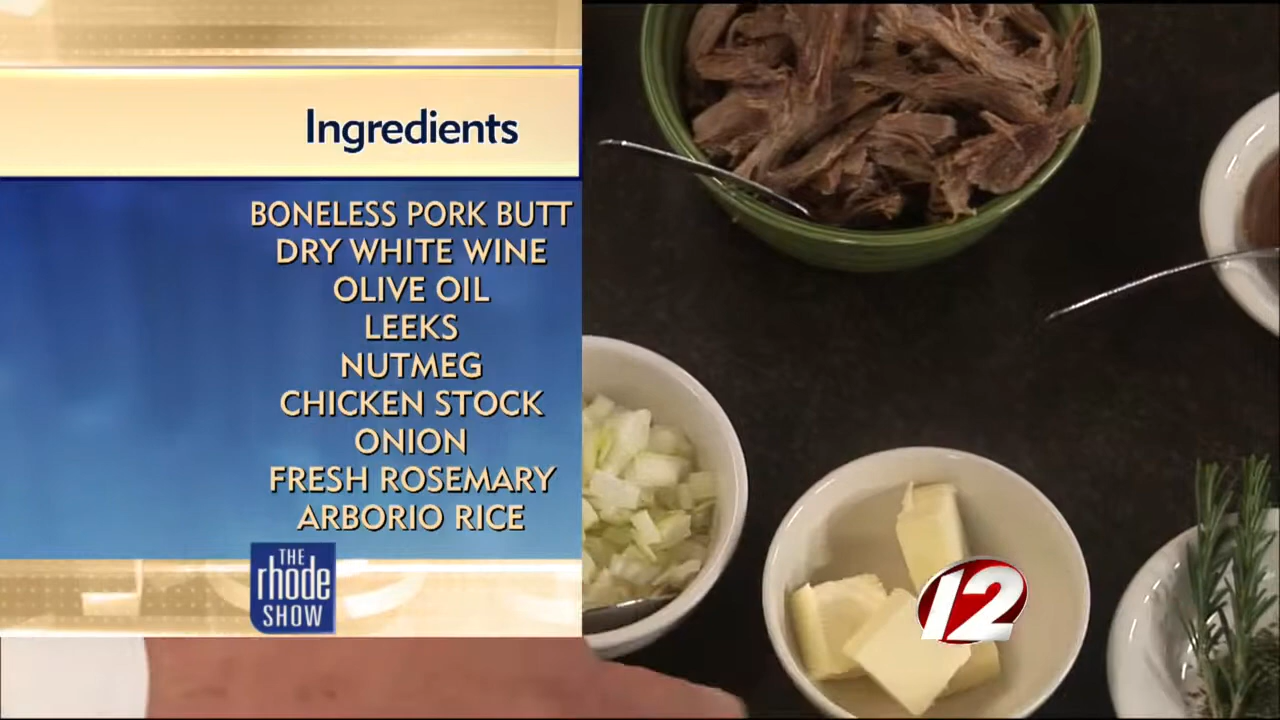 Ingredients
BONELESS PORK BUTT
DRY WHITE WINE
OLIVE OIL
LEEKS
NUTMEG
CHICKEN STOCK
ONION
FRESH ROSEMARY
ARBORIO RICE
THE
rhode
SHOW
12